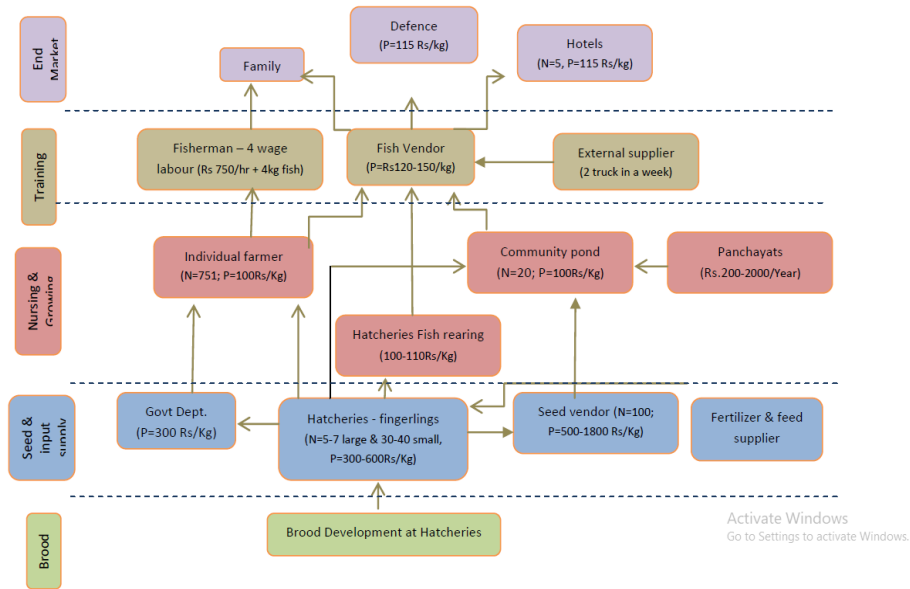 End
Market
Defence
(P=115 Rs/kg)
Hotels
(N=5, P=115 Rs/kg)
Family
Training
Fisherman – 4 wage
labour (Rs 750/hr + 4kg fish)
Fish Vendor
(P=Rs120-150/kg)
External supplier
(2 truck in a week)
Nursing &
Growing
Individual farmer
(N=751; P=100Rs/Kg)
Community pond
(N=20; P=100Rs/Kg)
Panchayats
(Rs.200-2000/Year)
Hatcheries Fish rearing
(100-110Rs/Kg)
Seed &
input
supply
Govt Dept.
(P=300 Rs/Kg)
Hatcheries - fingerlings
(N=5-7 large & 30-40 small,
P=300-600Rs/Kg)
Seed vendor (N=100;
P=500-1800 Rs/Kg)
Fertilizer & feed
supplier
Brood
Brood Development at Hatcheries
Activate Windows
Go to Settings to activate Windows.